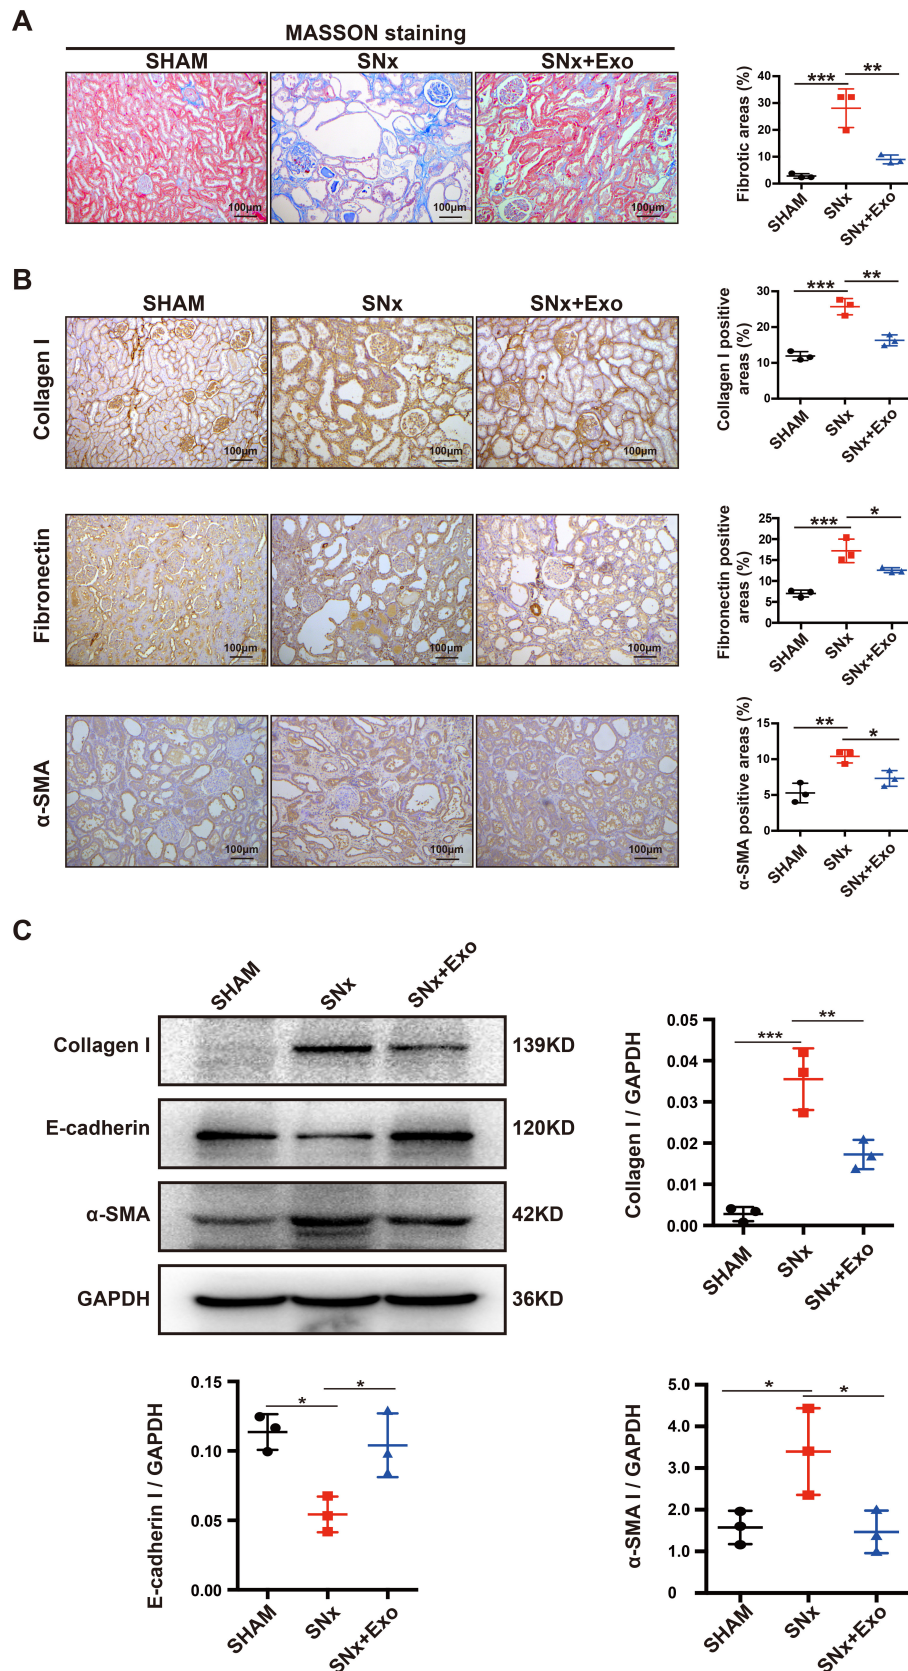 A
MASSON staining
SHAM SNx SNx+Exo
100μm 100μm 100μm
Fibrotic areas (%)
40
30
20
10
0
*** **
SHAM SNx SNx+Exo
B
SHAM SNx SNx+Exo
Collagen I
100μm 100μm 100μm
Collagen I positive
areas (%)
30
20
10
0
*** **
SHAM SNx SNx+Exo
Fibronectin
100μm 100μm 100μm
Fibronectin positive
areas (%)
25
20
15
10
5
0
*** *
SHAM SNx SNx+Exo
α-SMA
100μm 100μm 100μm
α-SMA positive areas (%)
15
10
5
0
** *
SHAM SNx SNx+Exo
C
SHAM SNx SNx+Exo
Collagen I 139KD
E-cadherin 120KD
α-SMA 42KD
GAPDH 36KD
Collagen I / GAPDH
0.05
0.04
0.03
0.02
0.01
0.00
*** **
SHAM SNx SNx+Exo
E-cadherin I / GAPDH
0.15
0.10
0.05
0.00
* *
SHAM SNx SNx+Exo
α-SMA I / GAPDH
5.0
4.0
3.0
2.0
1.0
0
* *
SHAM SNx SNx+Exo